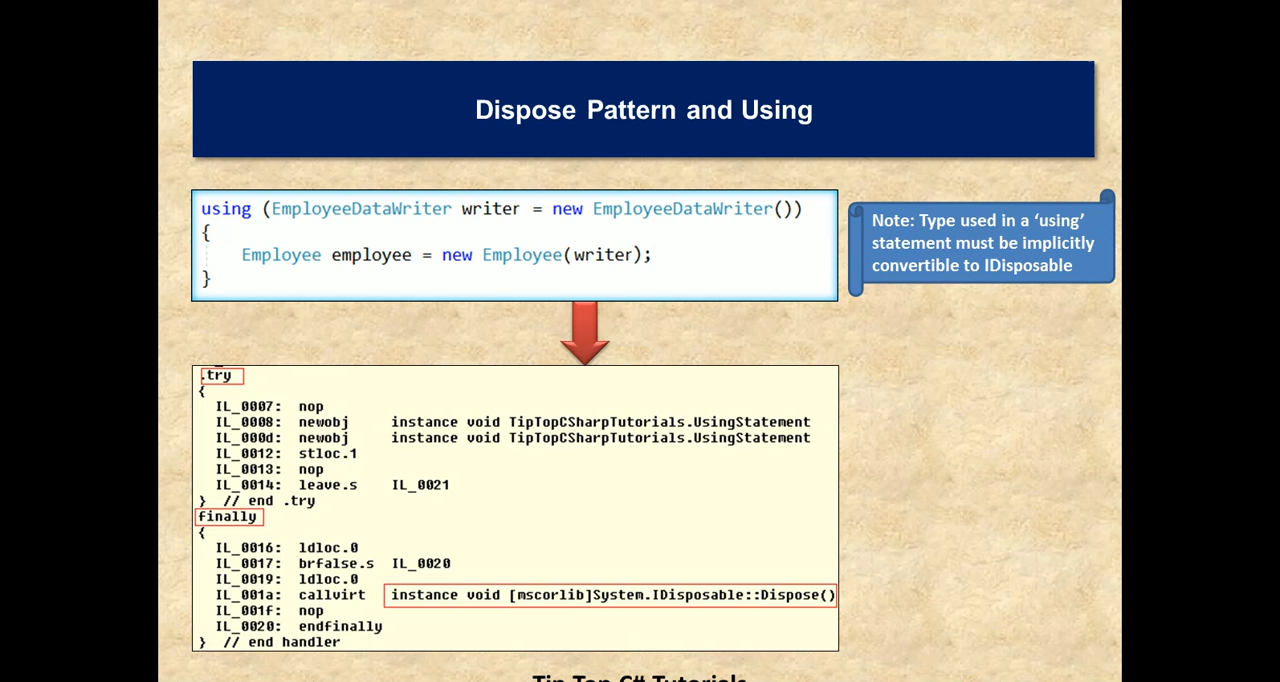 Dispose Pattern and Using
using (EmployeeDataWriter writer = new EmployeeDataWriter())
{
Employee employee = new Employee(writer);
}
Note: Type used in a ‘using’
statement must be implicitly
convertible to IDisposable
.try
{
IL_0007: nop
IL_0008: newobj instance void TipTopCSharpTutorials.UsingStatement
IL_000d: newobj instance void TipTopCSharpTutorials.UsingStatement
IL_0012: stloc.1
IL_0013: nop
IL_0014: leave.s IL_0021
} // end .try
finally
{
IL_0016: ldloc.0
IL_0017: brfalse.s IL_0020
IL_0019: ldloc.0
IL_001a: callvirt instance void [mscorlib]System.IDisposable::Dispose()
IL_001f: nop
IL_0020: endfinally
} // end handler
Tip Top C# Tutorials